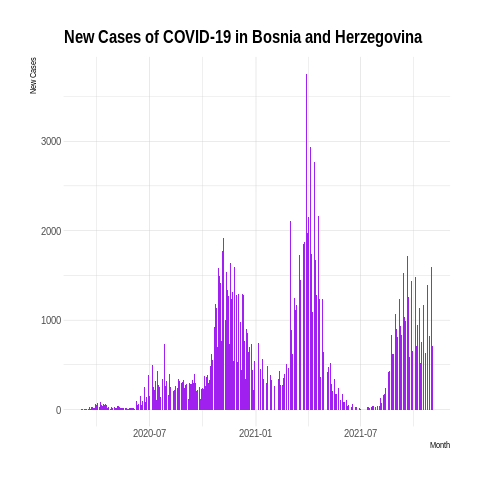 New Cases of COVID-19 in Bosnia and Herzegovina
New Cases
3000
2000
1000
0
2020-07
2021-01
2021-07
Month